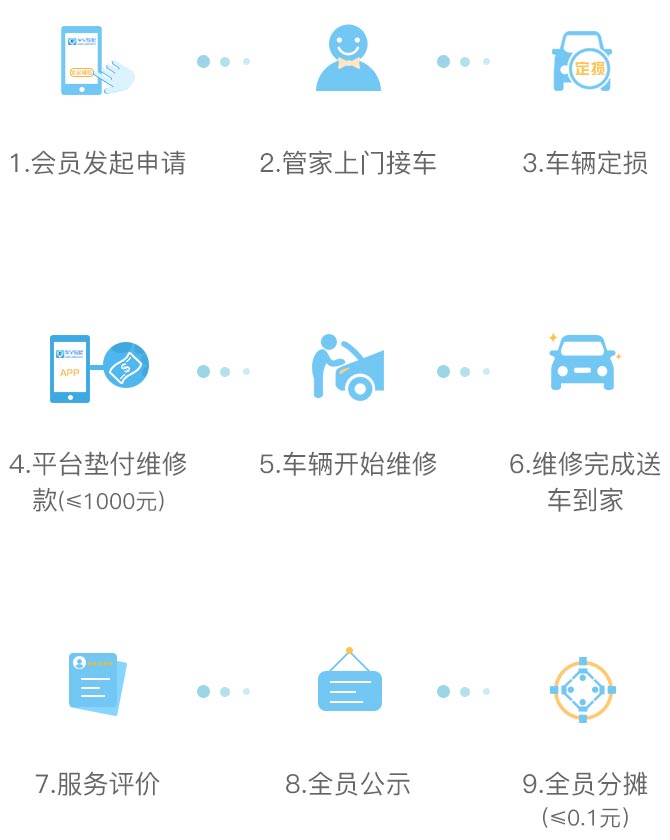 定损
1.会员发起申请
2.管家上门接车
3.车辆定损
APP
4.平台垫付维修
款(≤1000元)
5.车辆开始维修
6.维修完成送
车到家
7.服务评价
8.全员公示
9.全员分摊
(≤0.1元)